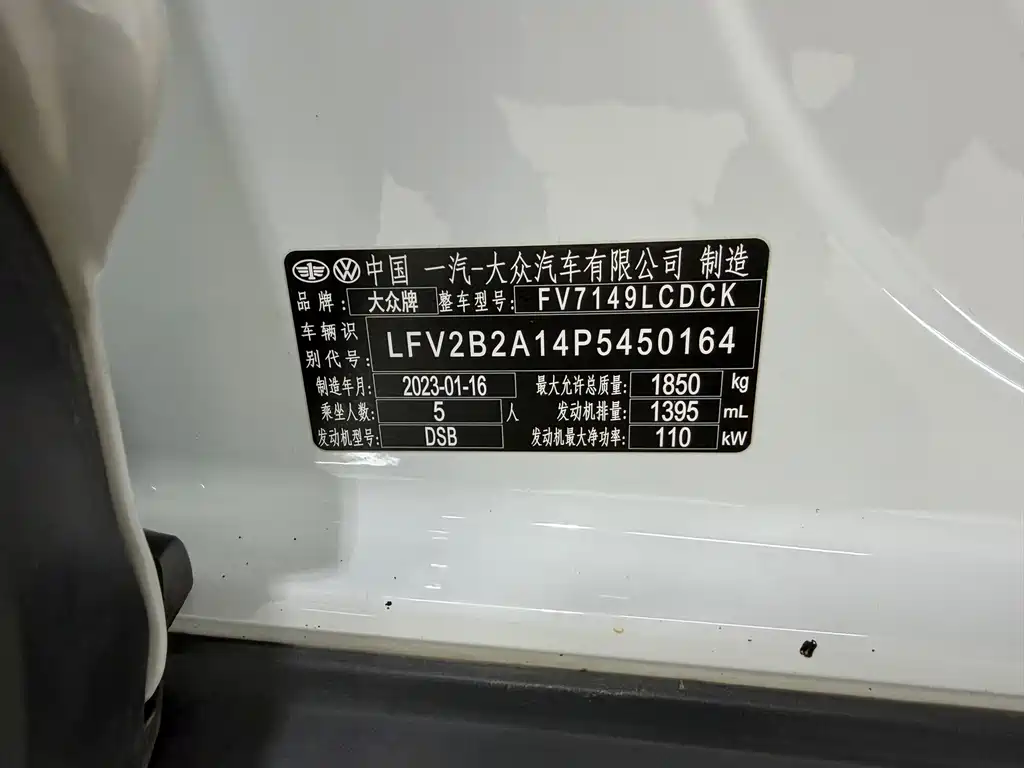 中国 一汽-大众汽车有限公司 制造
品牌: 大众牌 整车型号: FV7149LCDCK
车辆识别代号: LFV2B2A14P5450164
制造年月: 2023-01-16 最大允许总质量: 1850 kg
乘坐人数: 5 人 发动机排量: 1395 mL
发动机型号: DSB 发动机最大净功率: 110 kW